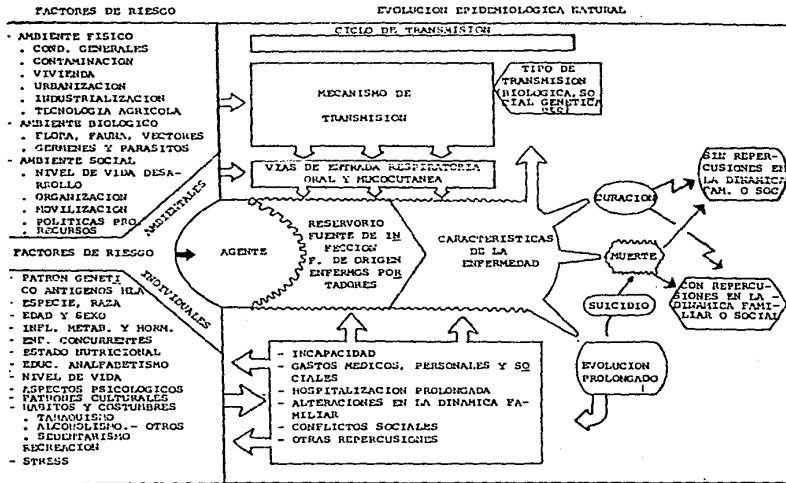 FACTORES DE RIESGO
EVOLUCION EPIDEMIOLOGICA NATURAL
- AMBIENTE FISICO
. COND. GENERALES
. CONTAMINACION
. VIVIENDA
. URBANIZACION
. INDUSTRIALIZACION
. TECNOLOGIA AGRICOLA
- AMBIENTE BIOLOGICO
. FLORA, FAUNA, VECTORES
. GERMENES Y PARASITOS
- AMBIENTE SOCIAL
. NIVEL DE VIDA DESA-
RROLLO
. ORGANIZACION
. MOVILIZACION
. POLITICAS PRO
. RECURSOS
AMBIENTALES
FACTORES DE RIESGO
- PATRON GENETI
CO ANTIGENOS HLA
- ESPECIE, RAZA
- EDAD Y SEXO
- INFL. METAB. Y HORM.
- ENF. CONCURRENTES
- ESTADO NUTRICIONAL
- EDUC. ANALFABETISMO
- NIVEL DE VIDA
- ASPECTOS PSICOLOGICOS
- PATRONES CULTURALES
- HABITOS Y COSTUMBRES
. TABAQUISMO
. ALCOHOLISMO.- OTROS
. SEDENTARISMO
RECREACION
- STRESS
INDIVIDUALES
CICLO DE TRANSMISION
MECANISMO DE
TRANSMISION
TIPO DE
TRANSMISION
BIOLOGICA, SO
CIAL GENETICA
ETC)
VIAS DE ENTRADA RESPIRATORIA
ORAL Y MUCOCUTANEA
AGENTE
RESERVORIO
FUENTE DE IN
FECCION
F. DE ORIGEN
ENFERMOS POR
TADORES
CARACTERISTICAS
DE LA
ENFERMEDAD
CURACION
MUERTE
SUICIDIO
EVOLUCION
PROLONGADO
SIN REPER-
CUSIONES EN
LA DINAMICA
FAM. O SOC
CON REPERCU-
SIONES EN LA -
DINAMICA FAMI-
LIAR O SOCIAL
- INCAPACIDAD
- GASTOS MEDICOS, PERSONALES Y SO
CIALES
- HOSPITALIZACION PROLONGADA
- ALTERACIONES EN LA DINAMICA FA-
MILIAR
- CONFLICTOS SOCIALES
- OTRAS REPERCUSIONES